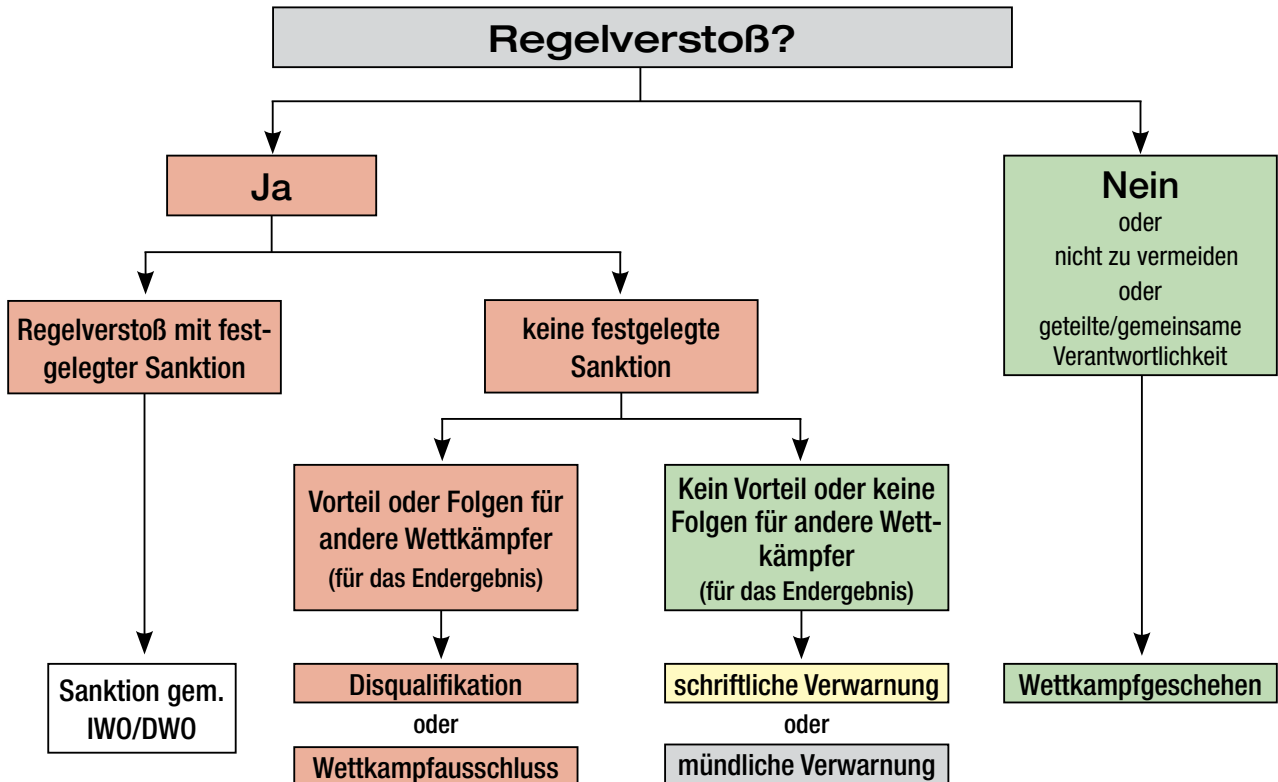 Regelverstoß?
Ja
Nein
oder
nicht zu vermeiden
oder
geteilte/gemeinsame
Verantwortlichkeit
Regelverstoß mit fest-
gelegter Sanktion
keine festgelegte
Sanktion
Vorteil oder Folgen für
andere Wettkämpfer
(für das Endergebnis)
Kein Vorteil oder keine
Folgen für andere Wett-
kämpfer
(für das Endergebnis)
Sanktion gem.
IWO/DWO
Disqualifikation
oder
Wettkampfausschluss
schriftliche Verwarnung
oder
mündliche Verwarnung
Wettkampfgeschehen